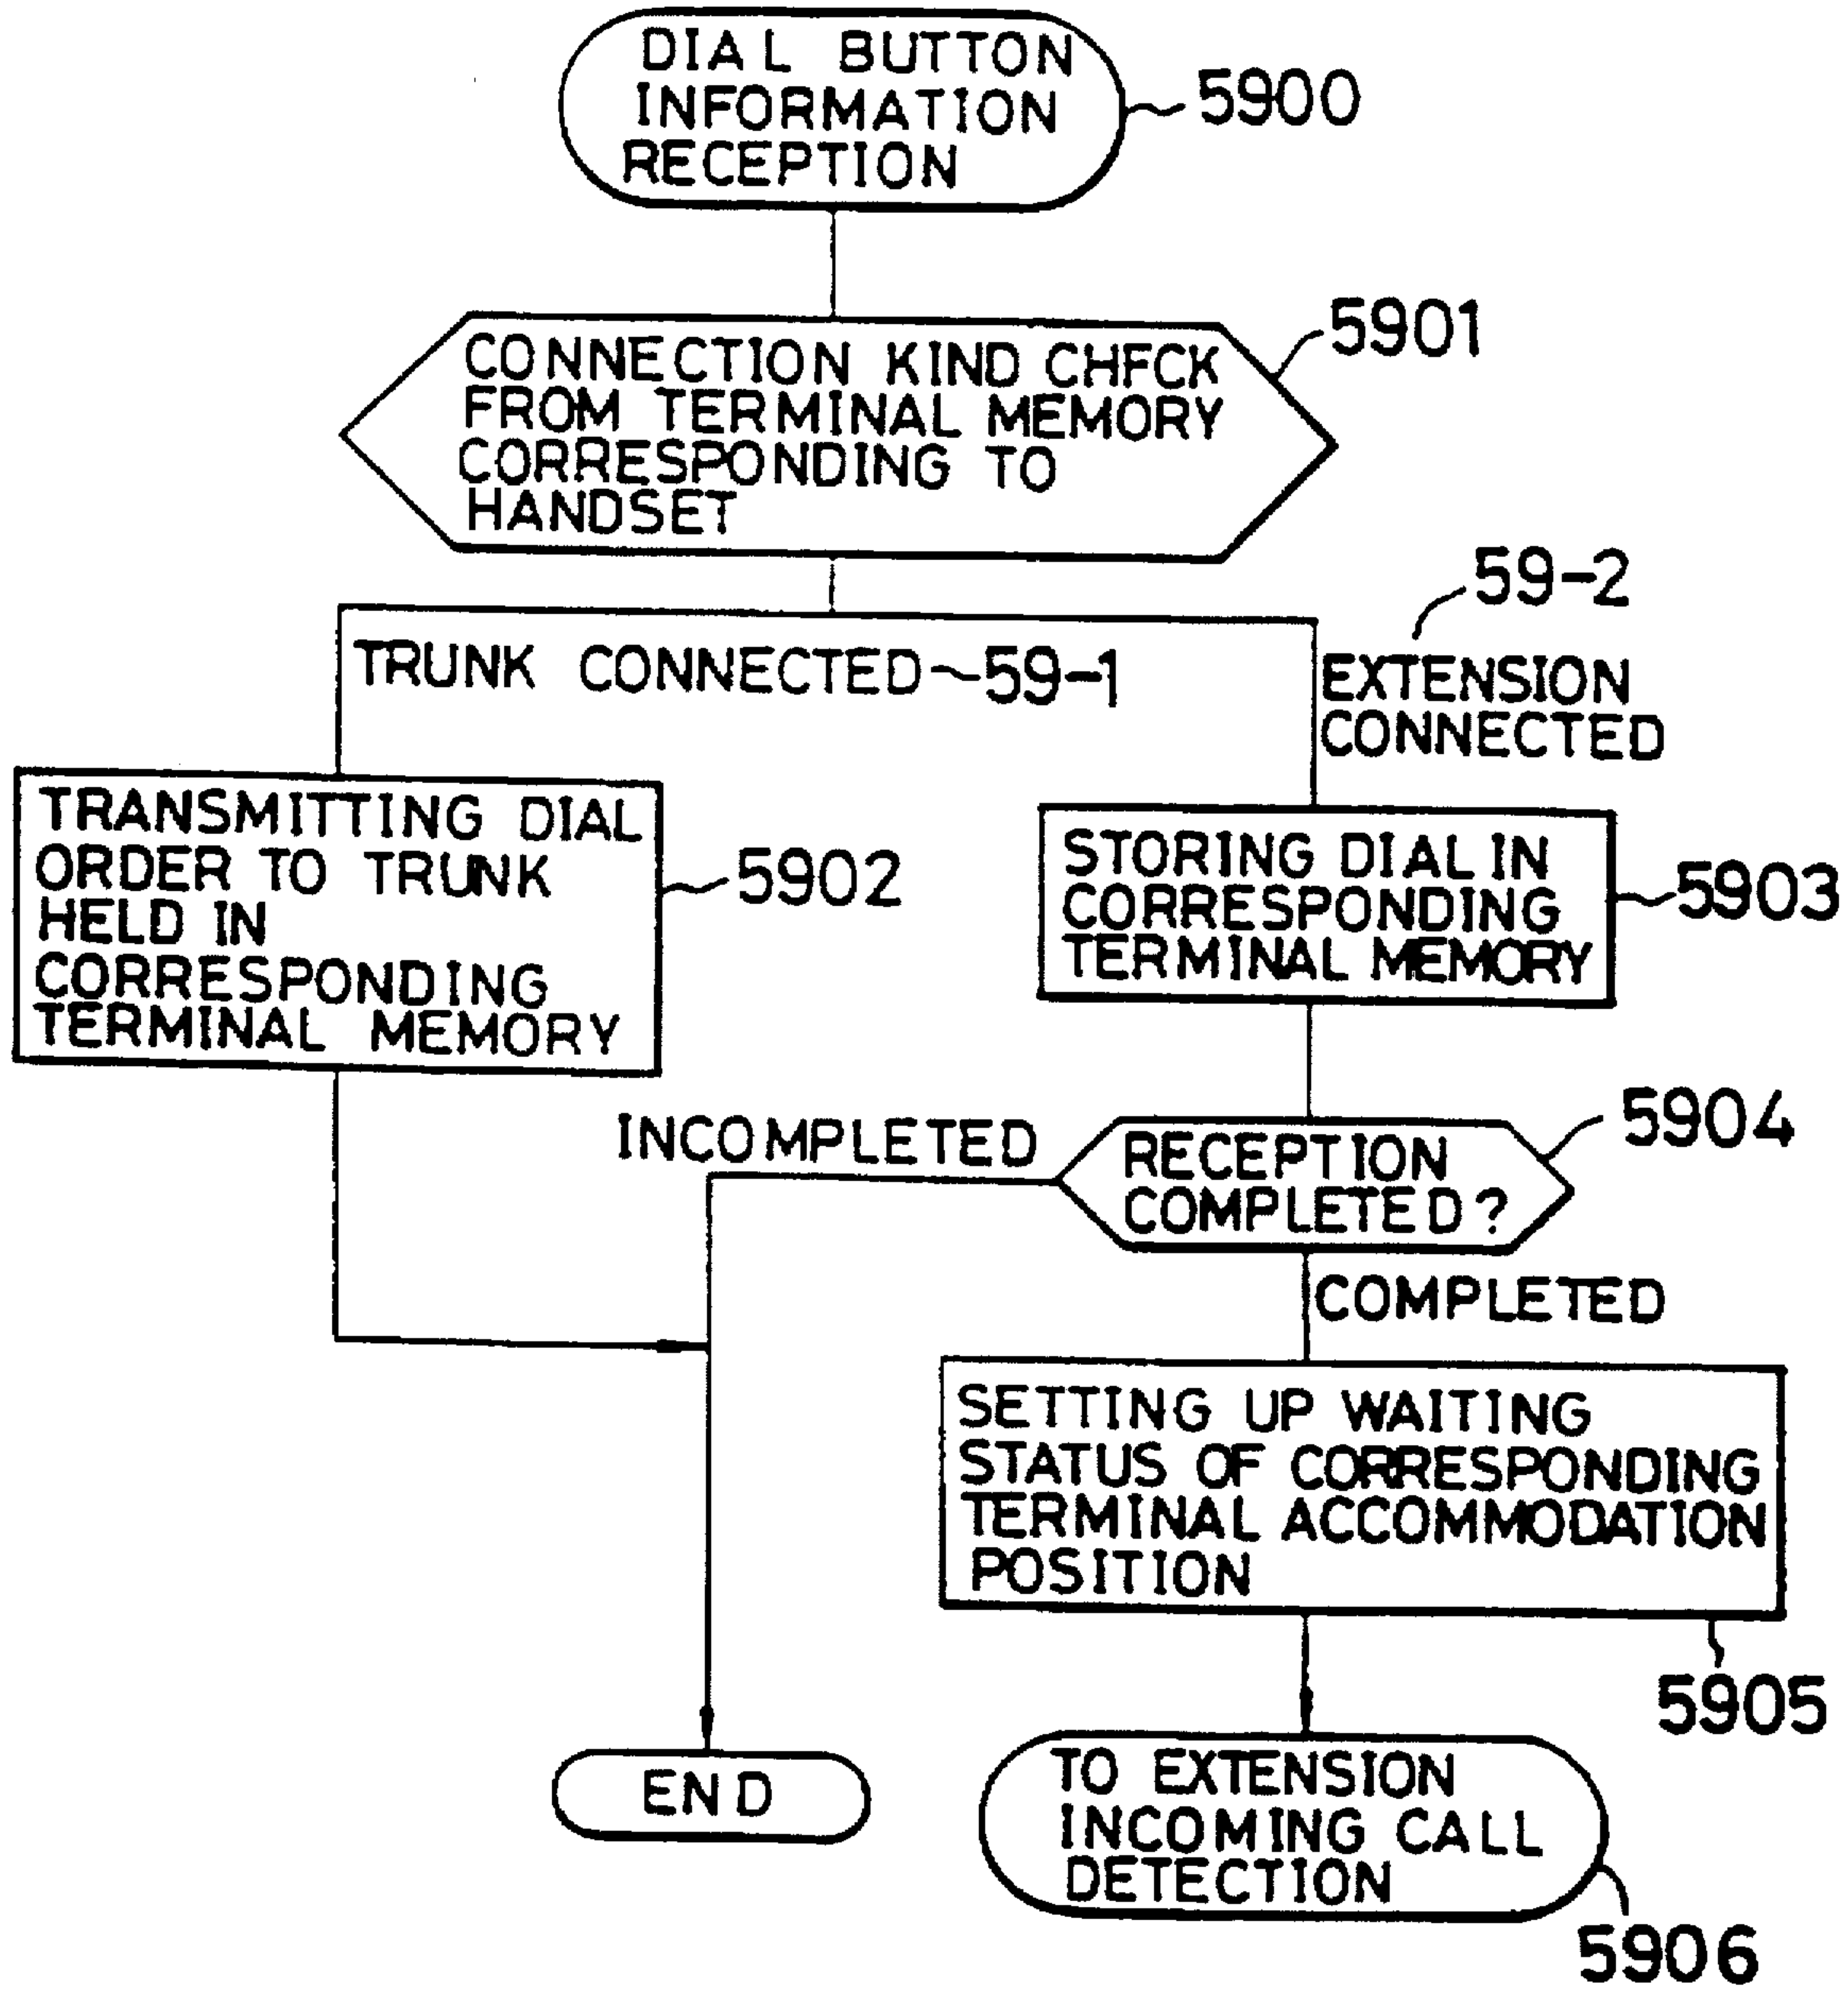 DIAL BUTTON
INFORMATION
RECEPTION
5900
CONNECTION KIND CHFCK
FROM TERMINAL MEMORY
CORRESPONDING TO
HANDSET
5901
59-2
TRUNK CONNECTED
59-1
EXTENSION
CONNECTED
TRANSMITTING DIAL
ORDER TO TRUNK
HELD IN
CORRESPONDING
TERMINAL MEMORY
5902
STORING DIAL IN
CORRESPONDING
TERMINAL MEMORY
5903
INCOMPLETED
RECEPTION
COMPLETED?
5904
COMPLETED
SETTING UP WAITING
STATUS OF CORRESPONDING
TERMINAL ACCOMMODATION
POSITION
5905
END
TO EXTENSION
INCOMING CALL
DETECTION
5906